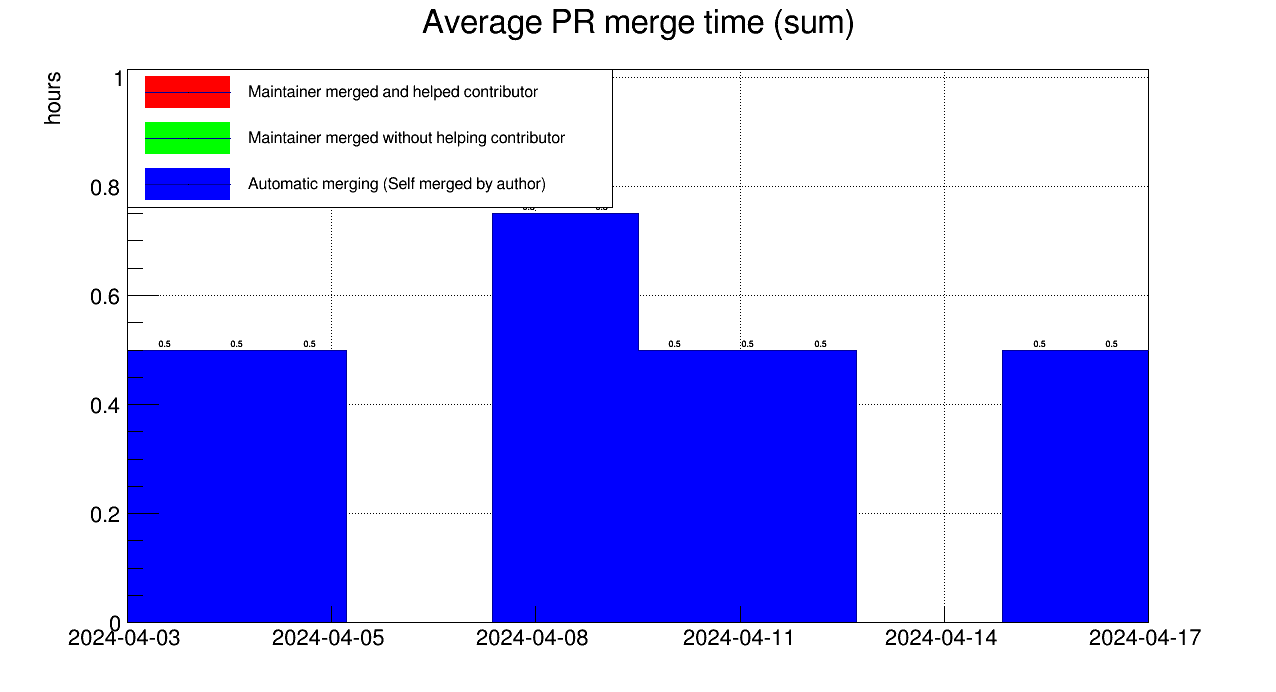 Average PR merge time (sum)
hours
Maintainer merged and helped contributor
Maintainer merged without helping contributor
Automatic merging (Self merged by author)
1
0.8
0.6
0.4
0.2
0
0.5 0.5 0.5 0.5 0.5 0.5 0.5 0.5
2024-04-03 2024-04-05 2024-04-08 2024-04-11 2024-04-14 2024-04-17